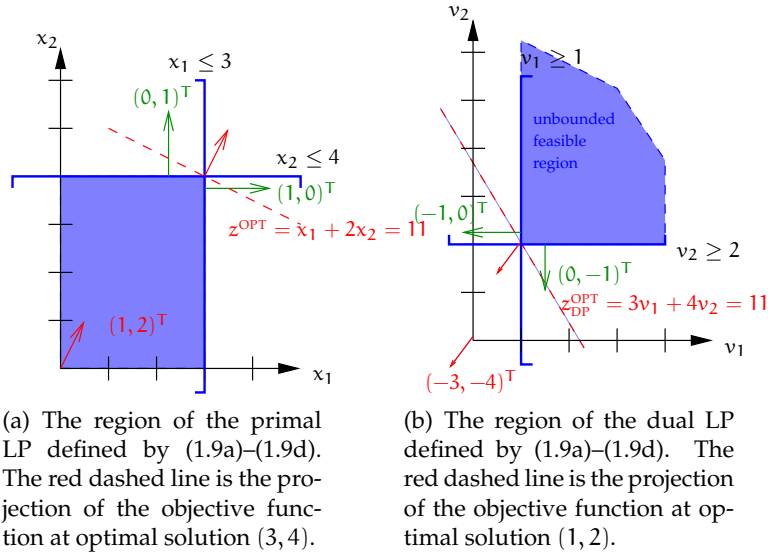 x₂
x₁ ≤ 3
(0, 1)ᵀ
x₂ ≤ 4
(1, 0)ᵀ
z^OPT = x₁ + 2x₂ = 11
(1, 2)ᵀ
x₁
(a) The region of the primal
LP defined by (1.9a)–(1.9d).
The red dashed line is the pro-
jection of the objective func-
tion at optimal solution (3, 4).
v₂
v₁ ≥ 1
unbounded
feasible
region
(−1, 0)ᵀ
v₂ ≥ 2
(0, −1)ᵀ
z_DP^OPT = 3v₁ + 4v₂ = 11
v₁
(−3, −4)ᵀ
(b) The region of the dual LP
defined by (1.9a)–(1.9d). The
red dashed line is the projection
of the objective function at op-
timal solution (1, 2).